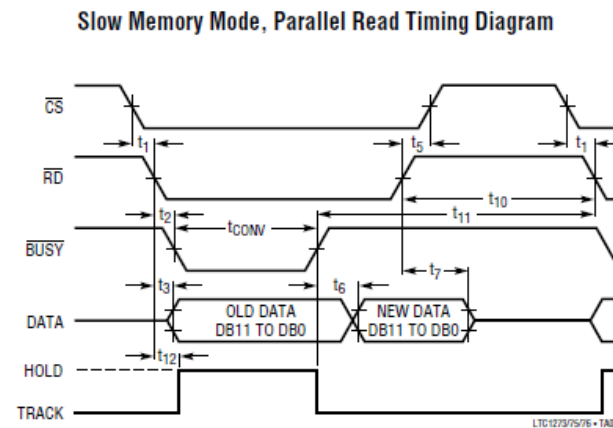 Slow Memory Mode, Parallel Read Timing Diagram
CS
t1
t5
t1
RD
t10
t2
tCONV
t11
BUSY
t3
t6
t7
DATA
OLD DATA
DB11 TO DB0
NEW DATA
DB11 TO DB0
t12
HOLD
TRACK
LTC1273/75/76 • TA0